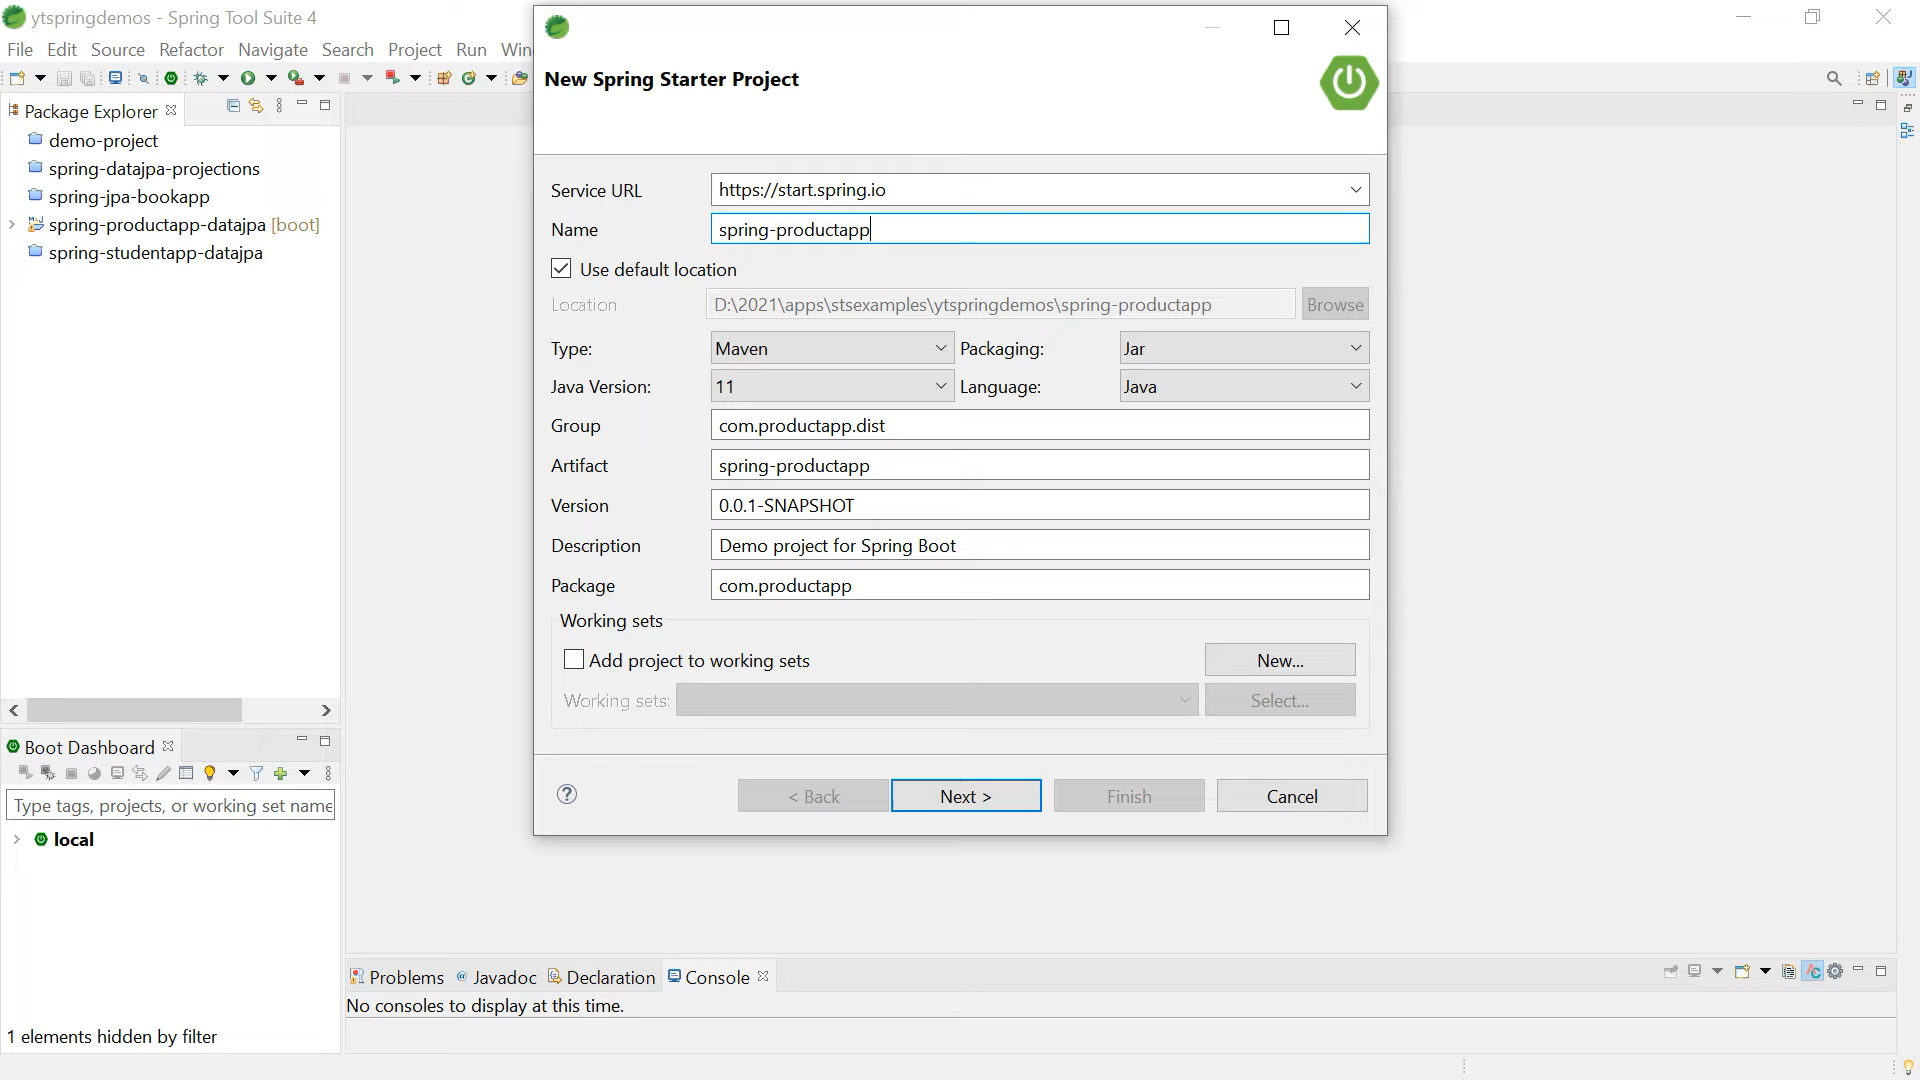 ytspringdemos - Spring Tool Suite 4
File Edit Source Refactor Navigate Search Project Run
Package Explorer
demo-project
spring-datajpa-projections
spring-jpa-bookapp
spring-productapp-datajpa [boot]
spring-studentapp-datajpa
Boot Dashboard
Type tags, projects, or working set name
local
1 elements hidden by filter
New Spring Starter Project
Service URL https://start.spring.io
Name spring-productapp
Use default location
Location D:\2021\apps\stsexamples\ytspringdemos\spring-productapp Browse
Type: Maven Packaging: Jar
Java Version: 11 Language: Java
Group com.productapp.dist
Artifact spring-productapp
Version 0.0.1-SNAPSHOT
Description Demo project for Spring Boot
Package com.productapp
Working sets
Add project to working sets New...
Working sets: Select...
< Back Next > Finish Cancel
Problems @ Javadoc Declaration Console
No consoles to display at this time.